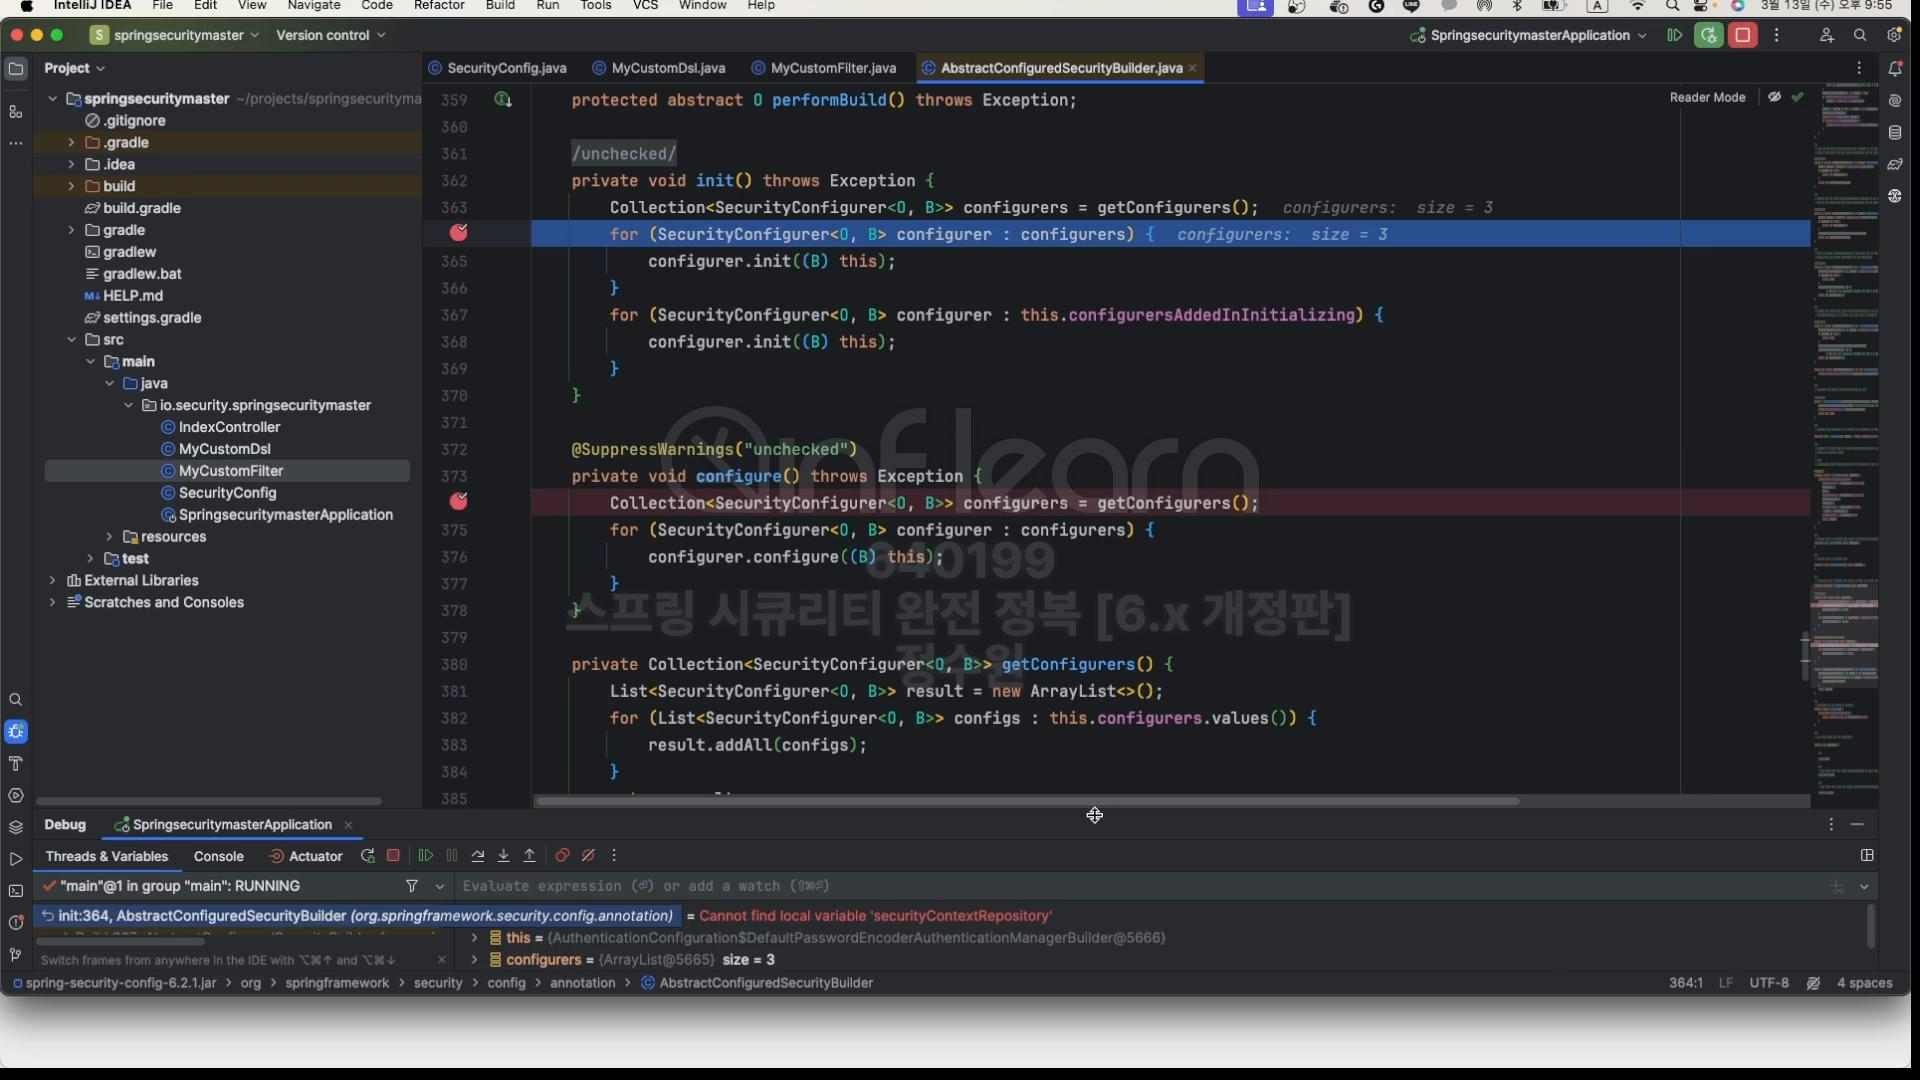 IntelliJ IDEA File Edit View Navigate Code Refactor Build Run Tools VCS Window Help A 3월 13일 (수) 오후 9:55
S springsecuritymaster Version control SpringsecuritymasterApplication
Project SecurityConfig.java MyCustomDsl.java MyCustomFilter.java AbstractConfiguredSecurityBuilder.java
springsecuritymaster ~/projects/springsecurityma
.gitignore
.gradle
.idea
build
build.gradle
gradle
gradlew
gradlew.bat
M↓ HELP.md
settings.gradle
src
main
java
io.security.springsecuritymaster
IndexController
MyCustomDsl
MyCustomFilter
SecurityConfig
SpringsecuritymasterApplication
resources
test
External Libraries
Scratches and Consoles
Reader Mode
359 protected abstract O performBuild() throws Exception;
360
361 /unchecked/
362 private void init() throws Exception {
363 Collection<SecurityConfigurer<O, B>> configurers = getConfigurers(); configurers: size = 3
for (SecurityConfigurer<O, B> configurer : configurers) { configurers: size = 3
365 configurer.init((B) this);
366 }
367 for (SecurityConfigurer<O, B> configurer : this.configurersAddedInInitializing) {
368 configurer.init((B) this);
369 }
370 }
371
372 @SuppressWarnings("unchecked")
373 private void configure() throws Exception {
Collection<SecurityConfigurer<O, B>> configurers = getConfigurers();
375 for (SecurityConfigurer<O, B> configurer : configurers) {
376 configurer.configure((B) this);
377 }
378 }
379
380 private Collection<SecurityConfigurer<O, B>> getConfigurers() {
381 List<SecurityConfigurer<O, B>> result = new ArrayList<>();
382 for (List<SecurityConfigurer<O, B>> configs : this.configurers.values()) {
383 result.addAll(configs);
384 }
385
inflearn
640199
스프링 시큐리티 완전 정복 [6.x 개정판]
정수원
Debug SpringsecuritymasterApplication
Threads & Variables Console Actuator
"main"@1 in group "main": RUNNING Evaluate expression (⏎) or add a watch (⇧⌘⏎)
init:364, AbstractConfiguredSecurityBuilder (org.springframework.security.config.annotation) = Cannot find local variable 'securityContextRepository'
this = {AuthenticationConfiguration$DefaultPasswordEncoderAuthenticationManagerBuilder@5666}
Switch frames from anywhere in the IDE with ⌥⌘↑ and ⌥⌘↓ configurers = {ArrayList@5665} size = 3
spring-security-config-6.2.1.jar > org > springframework > security > config > annotation > AbstractConfiguredSecurityBuilder 364:1 LF UTF-8 4 spaces